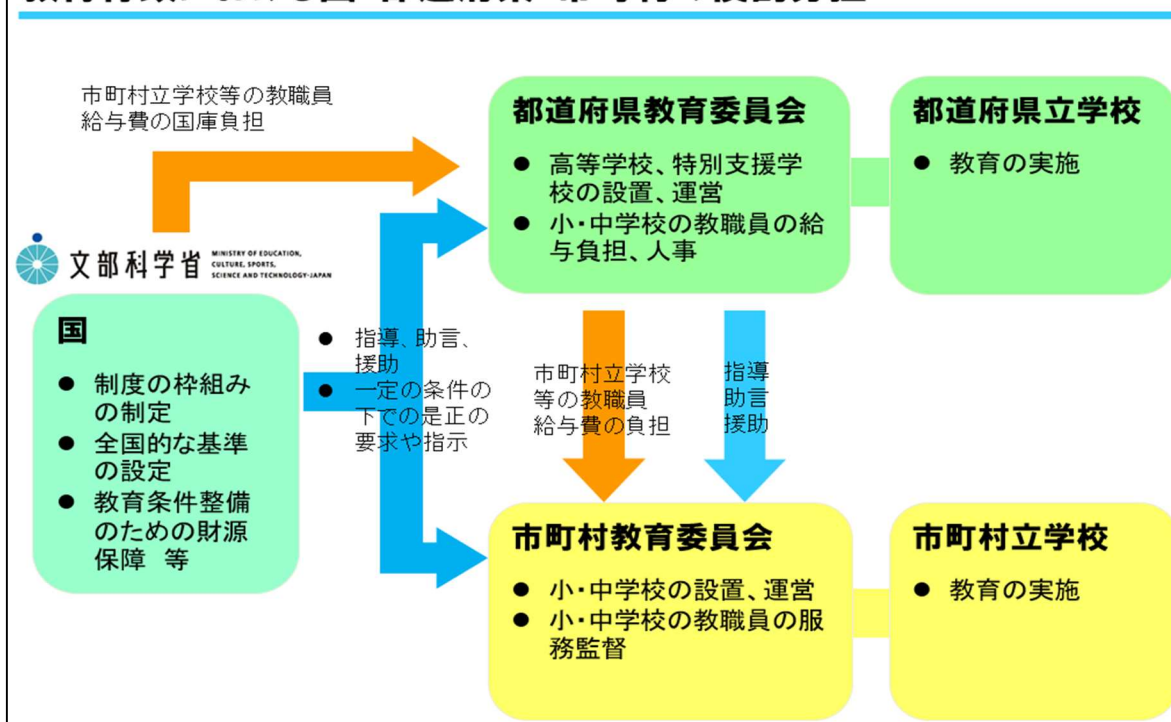 市町村立学校等の教職員
給与費の国庫負担
文部科学省
MINISTRY OF EDUCATION,
CULTURE, SPORTS,
SCIENCE AND TECHNOLOGY-JAPAN
国
● 制度の枠組み
の制定
● 全国的な基準
の設定
● 教育条件整備
のための財源
保障 等
● 指導、助言、
援助
● 一定の条件の
下での是正の
要求や指示
都道府県教育委員会
● 高等学校、特別支援学
校の設置、運営
● 小・中学校の教職員の給
与負担、人事
都道府県立学校
● 教育の実施
市町村立学校
等の教職員
給与費の負担
指導
助言
援助
市町村教育委員会
● 小・中学校の設置、運営
● 小・中学校の教職員の服
務監督
市町村立学校
● 教育の実施